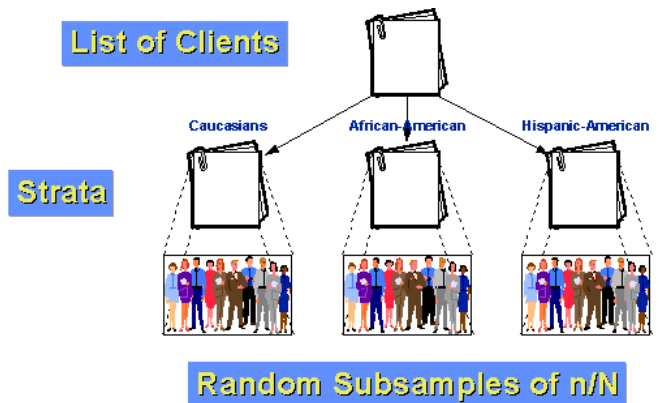 List of Clients
Caucasians
African-American
Hispanic-American
Strata
Random Subsamples of n/N